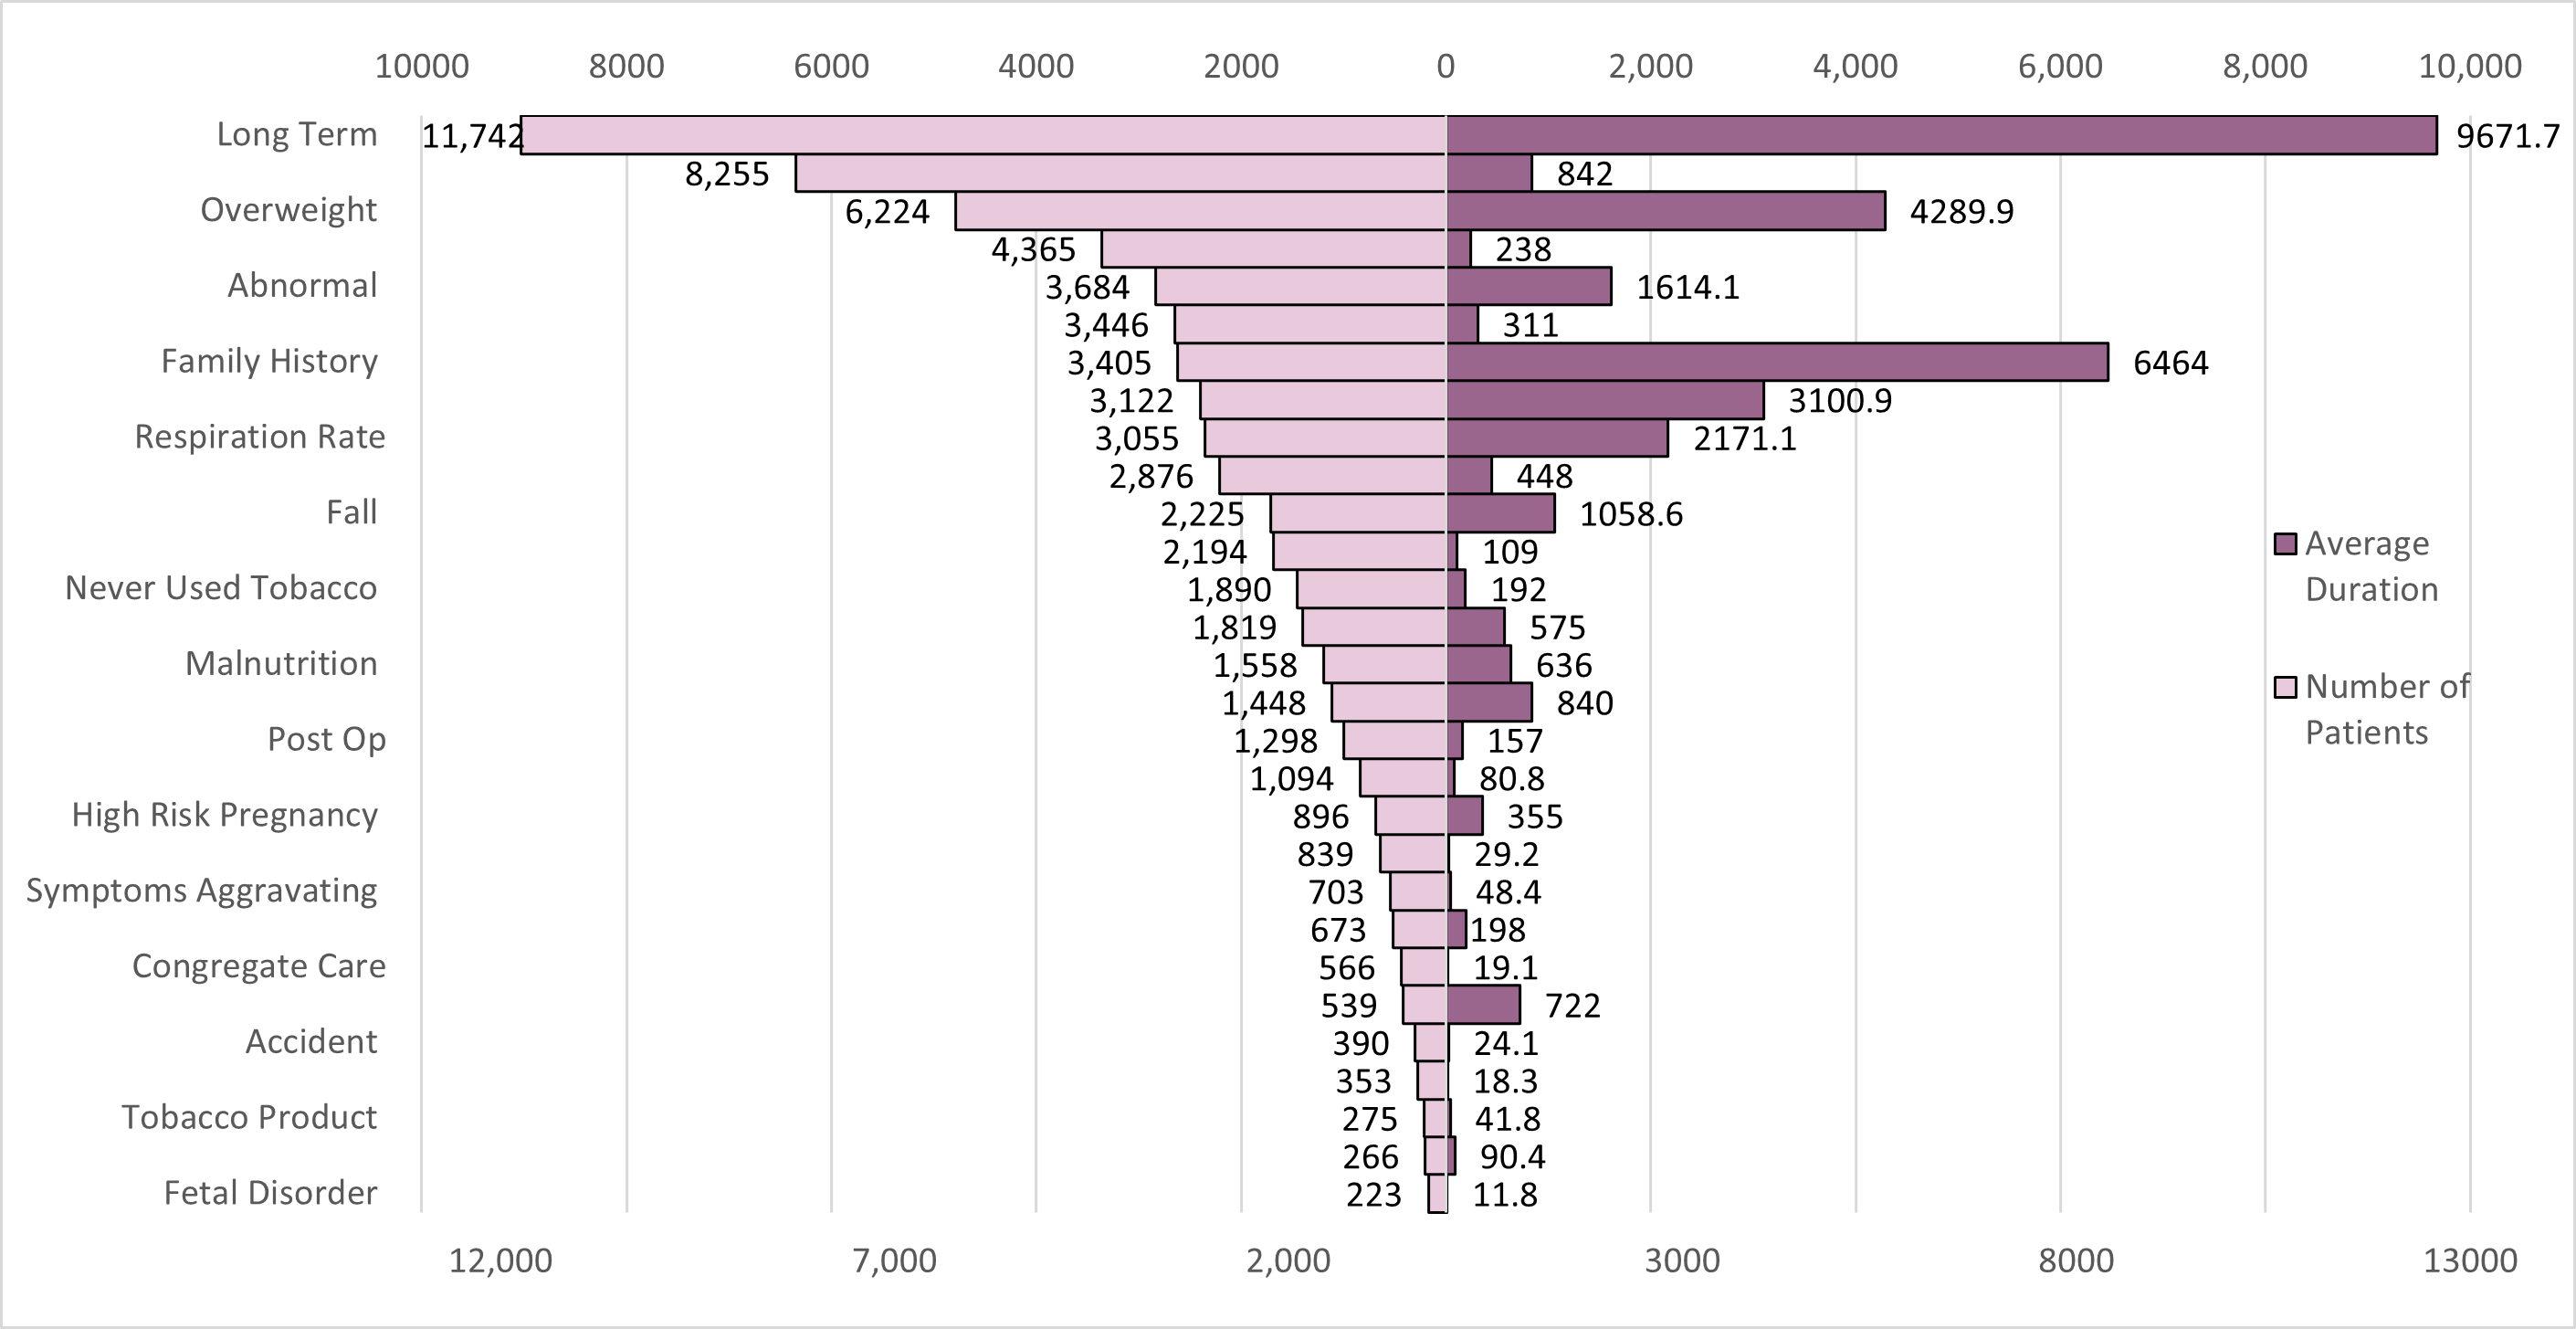 10000 8000 6000 4000 2000 0 2,000 4,000 6,000 8,000 10,000
Long Term 11,742 9671.7
8,255 842
Overweight 6,224 4289.9
4,365 238
Abnormal 3,684 1614.1
3,446 311
Family History 3,405 6464
3,122 3100.9
Respiration Rate 3,055 2171.1
2,876 448
Fall 2,225 1058.6
2,194 109
Never Used Tobacco 1,890 192
1,819 575
Malnutrition 1,558 636
1,448 840
Post Op 1,298 157
1,094 80.8
High Risk Pregnancy 896 355
839 29.2
Symptoms Aggravating 703 48.4
673 198
Congregate Care 566 19.1
539 722
Accident 390 24.1
353 18.3
Tobacco Product 275 41.8
266 90.4
Fetal Disorder 223 11.8
12,000 7,000 2,000 3000 8000 13000
Average
Duration
Number of
Patients